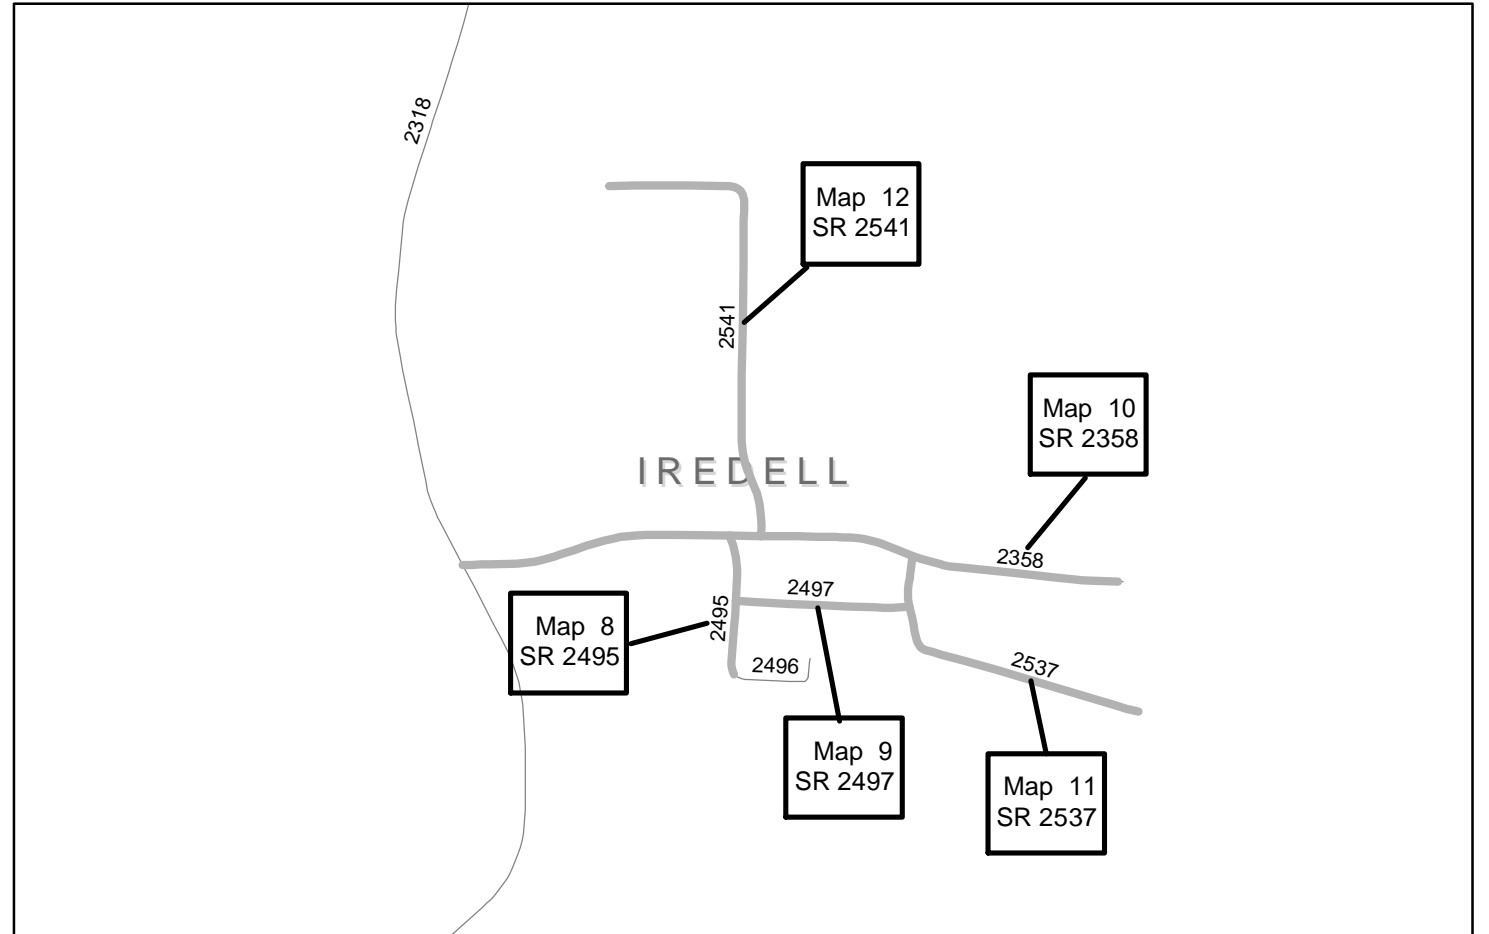 2318
Map 12
SR 2541
2541
Map 10
SR 2358
IREDELL
2358
2497
Map 8
SR 2495
2495
2496
2537
Map 9
SR 2497
Map 11
SR 2537